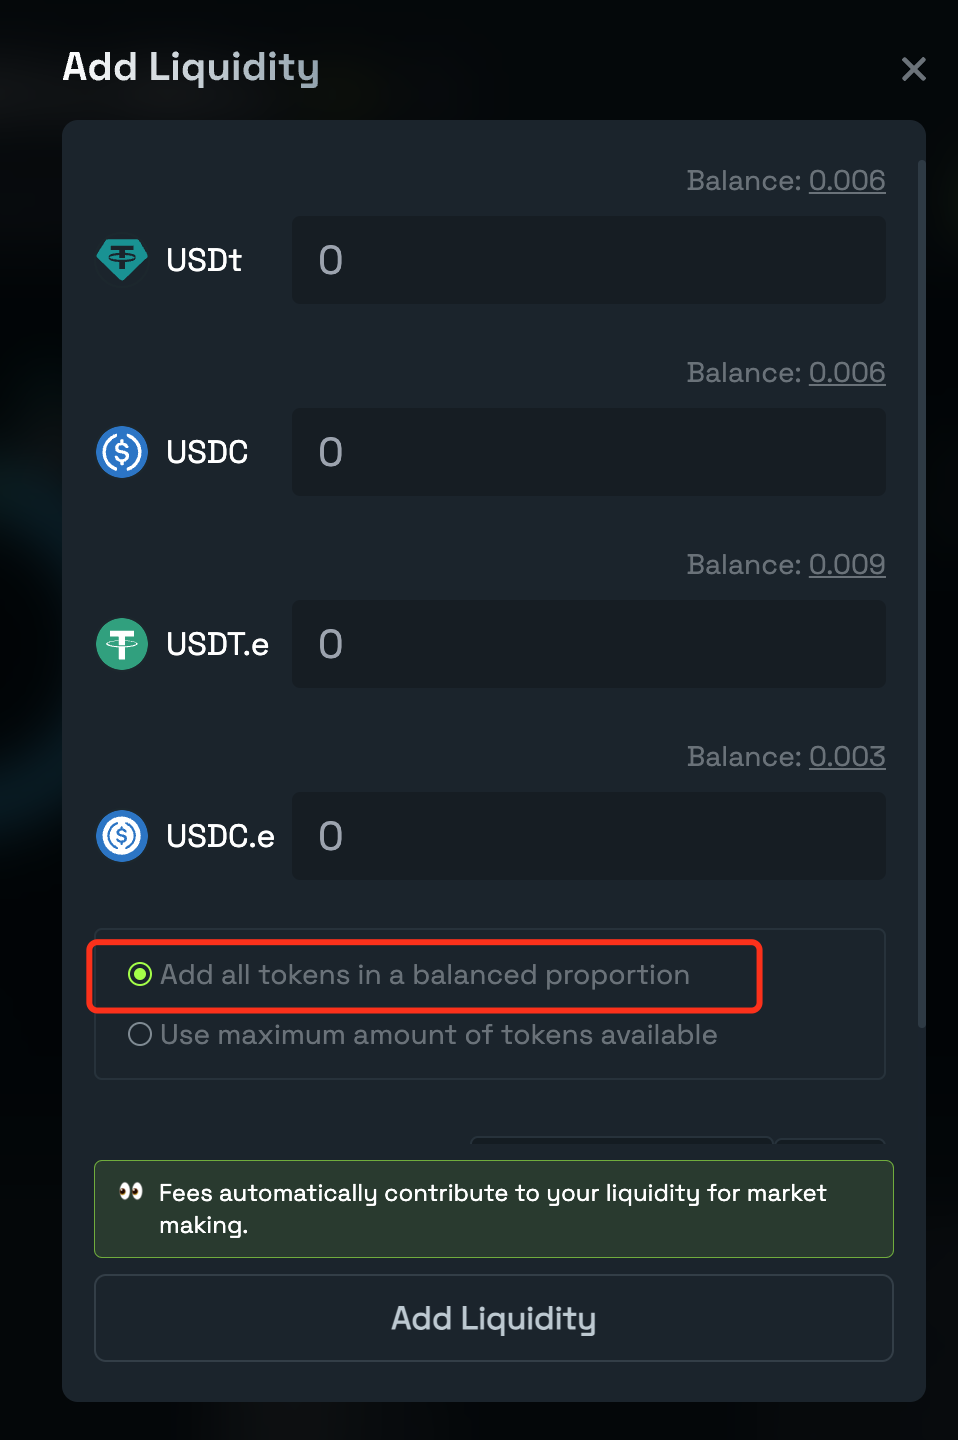 Add Liquidity
Balance: 0.006
USDt 0
Balance: 0.006
USDC 0
Balance: 0.009
USDT.e 0
Balance: 0.003
USDC.e 0
Add all tokens in a balanced proportion
Use maximum amount of tokens available
👀 Fees automatically contribute to your liquidity for market
making.
Add Liquidity